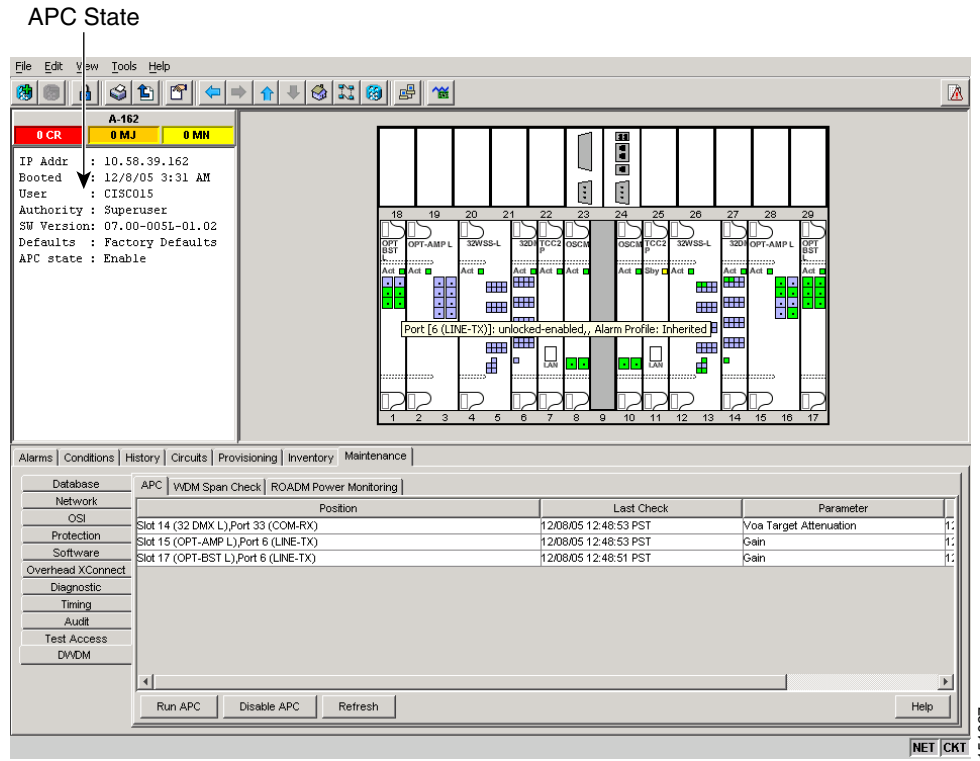 APC State
File Edit View Tools Help
A-162
0 CR 0 MJ 0 MN
IP Addr : 10.58.39.162
Booted : 12/8/05 3:31 AM
User : CISCO15
Authority : Superuser
SW Version: 07.00-005L-01.02
Defaults : Factory Defaults
APC state : Enable
18 19 20 21 22 23 24 25 26 27 28 29
OPT BST L OPT-AMP L 32WSS-L 32D TCC2 P OSCM OSCM TCC2 P 32WSS-L 32D OPT-AMP L OPT BST L
Act Act Act Act Act Act Act Sby Act Act Act Act
Port [6 (LINE-TX)]: unlocked-enabled,, Alarm Profile: Inherited
LAN LAN
1 2 3 4 5 6 7 8 9 10 11 12 13 14 15 16 17
Alarms Conditions History Circuits Provisioning Inventory Maintenance
Database
Network
OSI
Protection
Software
Overhead XConnect
Diagnostic
Timing
Audit
Test Access
DWDM
APC WDM Span Check ROADM Power Monitoring
Position Last Check Parameter
Slot 14 (32 DMX L),Port 33 (COM-RX) 12/08/05 12:48:53 PST Voa Target Attenuation
Slot 15 (OPT-AMP L),Port 6 (LINE-TX) 12/08/05 12:48:53 PST Gain
Slot 17 (OPT-BST L),Port 6 (LINE-TX) 12/08/05 12:48:51 PST Gain
Run APC Disable APC Refresh Help
NET CKT